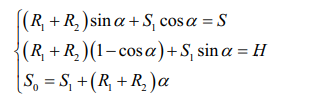 (R₁ + R₂) sin α + S₁ cos α = S
(R₁ + R₂)(1 − cos α) + S₁ sin α = H
S₀ = S₁ + (R₁ + R₂) α